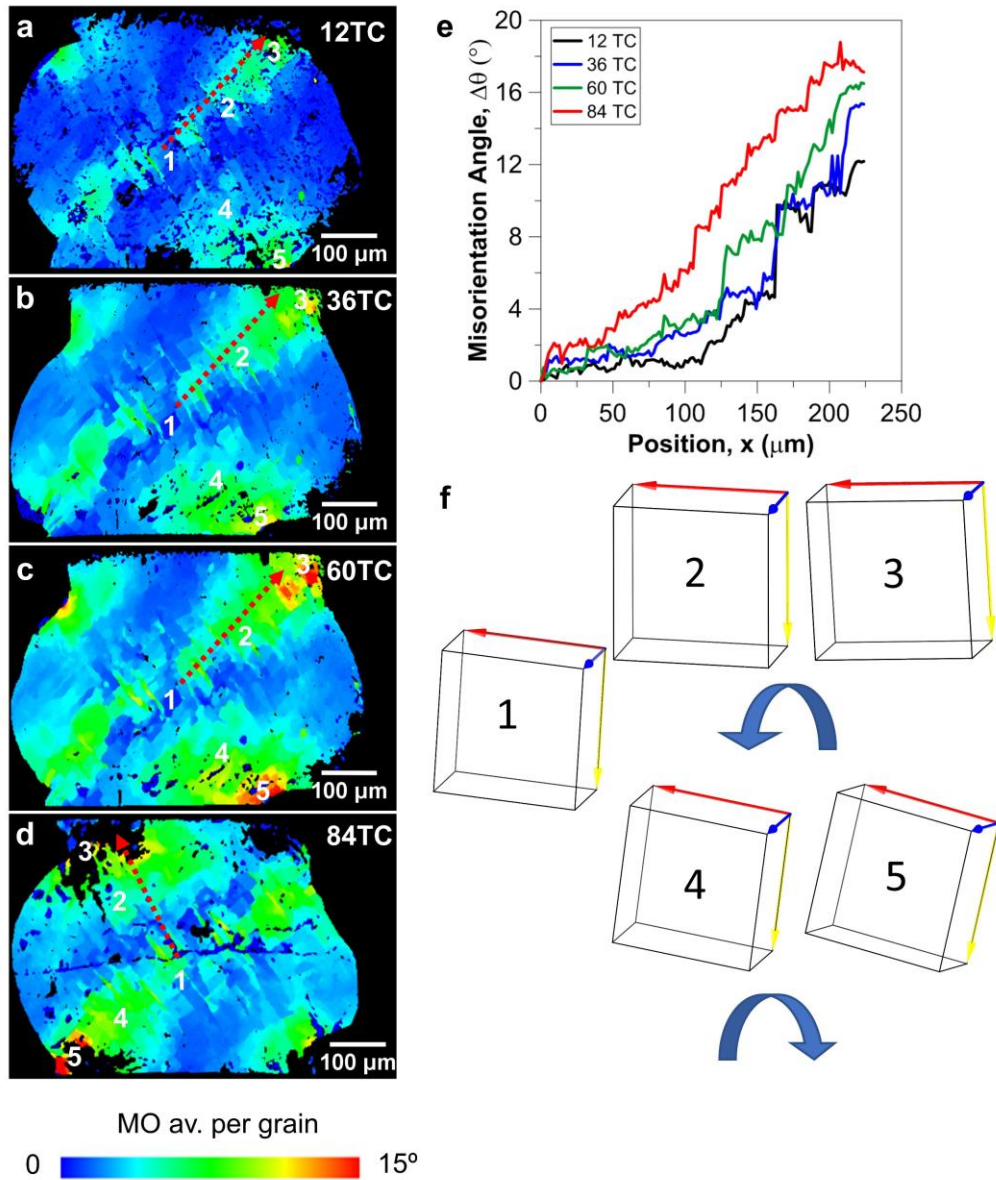 a
12TC
3
2
1
4
5
100 µm
b
36TC
3
2
1
4
5
100 µm
c
60TC
3
2
1
4
5
100 µm
d
84TC
3
2
1
4
5
100 µm
MO av. per grain
0
15º
e
20
16
12
8
4
0
Misorientation Angle, Δθ (°)
12 TC
36 TC
60 TC
84 TC
0 50 100 150 200 250
Position, x (µm)
f
2
3
1
4
5